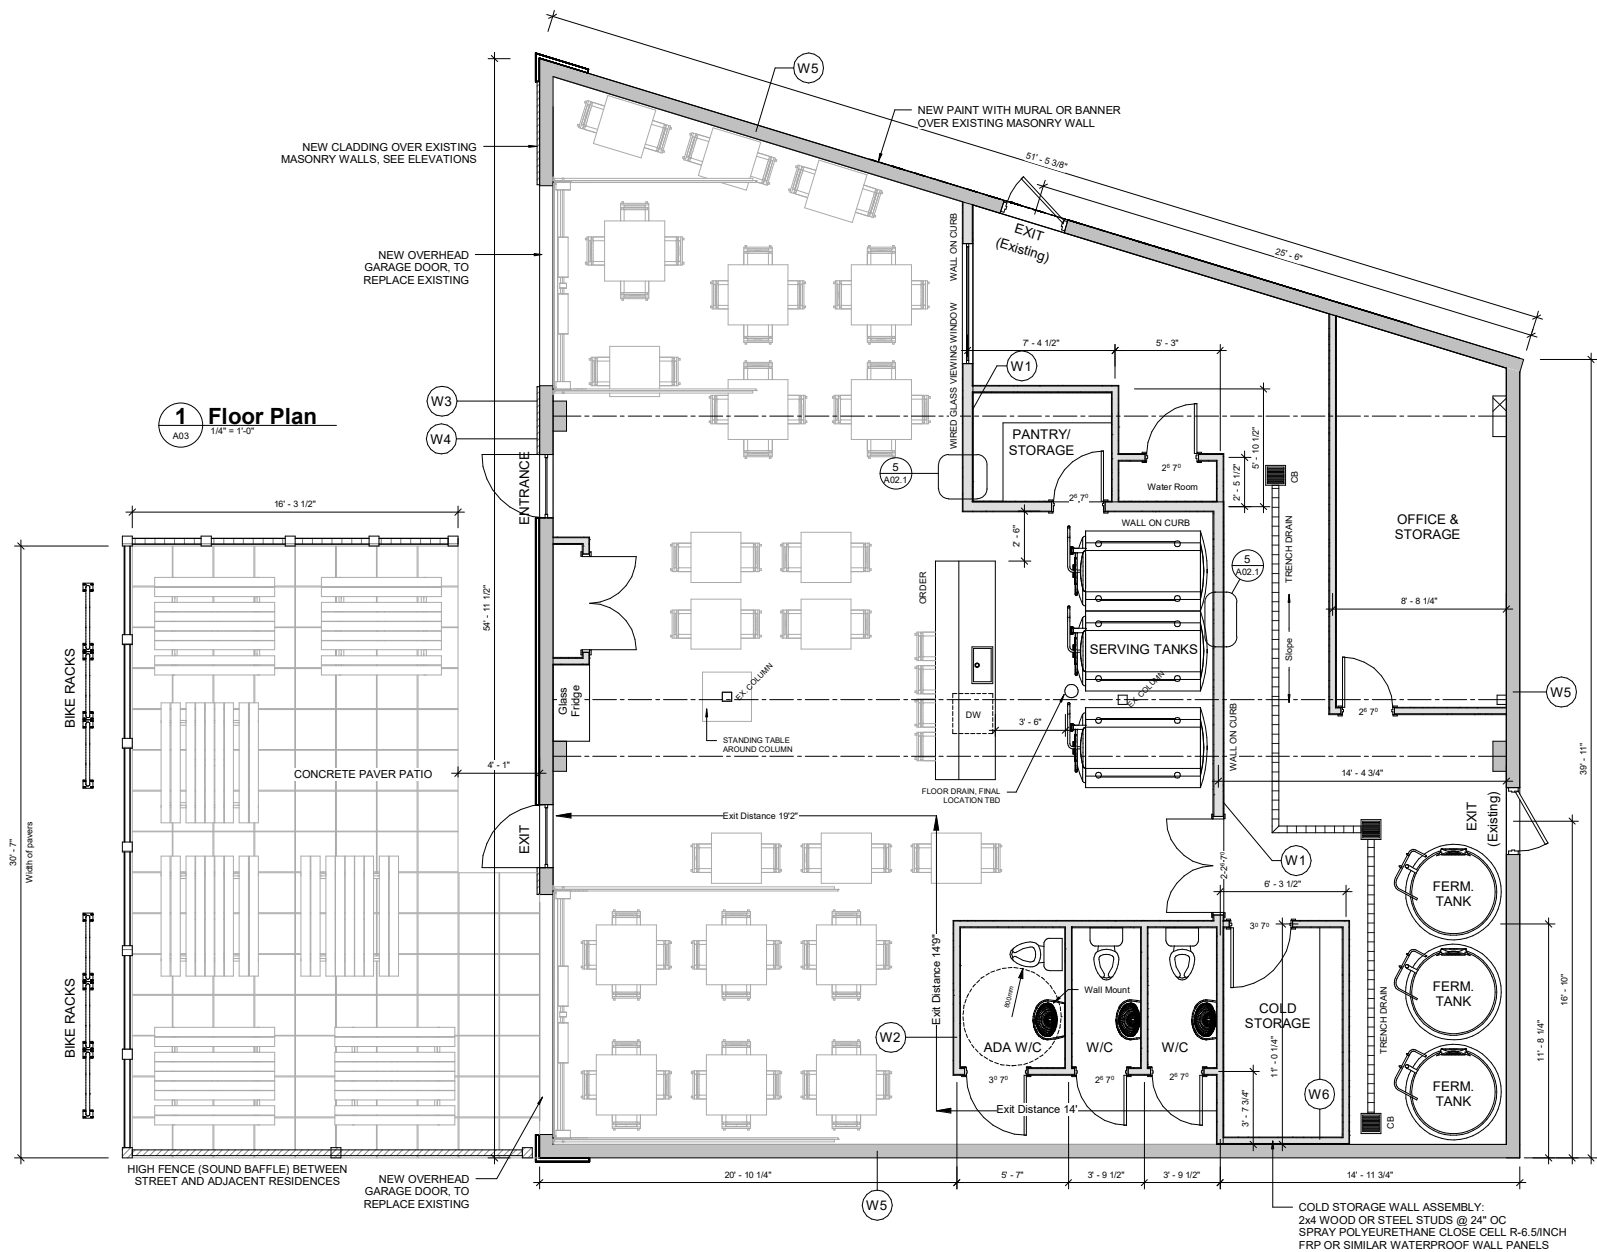 W5
NEW PAINT WITH MURAL OR BANNER
OVER EXISTING MASONRY WALL
NEW CLADDING OVER EXISTING
MASONRY WALLS, SEE ELEVATIONS
51' - 5 3/8"
EXIT
(Existing)
25' - 6"
NEW OVERHEAD
GARAGE DOOR, TO
REPLACE EXISTING
WALL ON CURB
WIRED GLASS VIEWING WINDOW
7' - 4 1/2"
5' - 3"
W1
W3
W4
1
A03
Floor Plan
1/4" = 1'-0"
PANTRY/
STORAGE
5
A02.1
2⁶ 7⁰
2⁶ 7⁰
Water Room
2' - 5 1/2"
5' - 10 1/2"
CB
TRENCH DRAIN
OFFICE &
STORAGE
ENTRANCE
16' - 3 1/2"
WALL ON CURB
2' - 6"
5
A02.1
ORDER
54' - 11 1/2"
SERVING TANKS
Slope
8' - 8 1/4"
BIKE RACKS
Glass
Fridge
EX. COLUMN
EX. COLUMN
DW
3' - 6"
2⁶ 7⁰
W5
STANDING TABLE
AROUND COLUMN
WALL ON CURB
CONCRETE PAVER PATIO
4' - 1"
14' - 4 3/4"
39' - 11"
FLOOR DRAIN, FINAL
LOCATION TBD
EXIT
Exit Distance 19'2"
EXIT
(Existing)
30' - 7"
Width of pavers
2-2⁶-7⁰
W1
6' - 3 1/2"
FERM.
TANK
3⁰ 7⁰
Exit Distance 14'9"
800mm
Wall Mount
BIKE RACKS
COLD
STORAGE
FERM.
TANK
16' - 10"
TRENCH DRAIN
W2
ADA W/C
W/C
W/C
11' - 0 1/4"
11' - 8 1/4"
3⁰ 7⁰
2⁶ 7⁰
2⁶ 7⁰
FERM.
TANK
W6
Exit Distance 14'
3' - 7 3/4"
CB
HIGH FENCE (SOUND BAFFLE) BETWEEN
STREET AND ADJACENT RESIDENCES
NEW OVERHEAD
GARAGE DOOR, TO
REPLACE EXISTING
20' - 10 1/4"
5' - 7"
3' - 9 1/2"
3' - 9 1/2"
14' - 11 3/4"
W5
COLD STORAGE WALL ASSEMBLY:
2x4 WOOD OR STEEL STUDS @ 24" OC
SPRAY POLYEURETHANE CLOSE CELL R-6.5/INCH
FRP OR SIMILAR WATERPROOF WALL PANELS